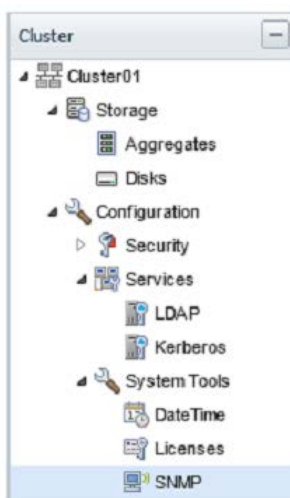 Cluster
Cluster01
Storage
Aggregates
Disks
Configuration
Security
Services
LDAP
Kerberos
System Tools
DateTime
Licenses
SNMP